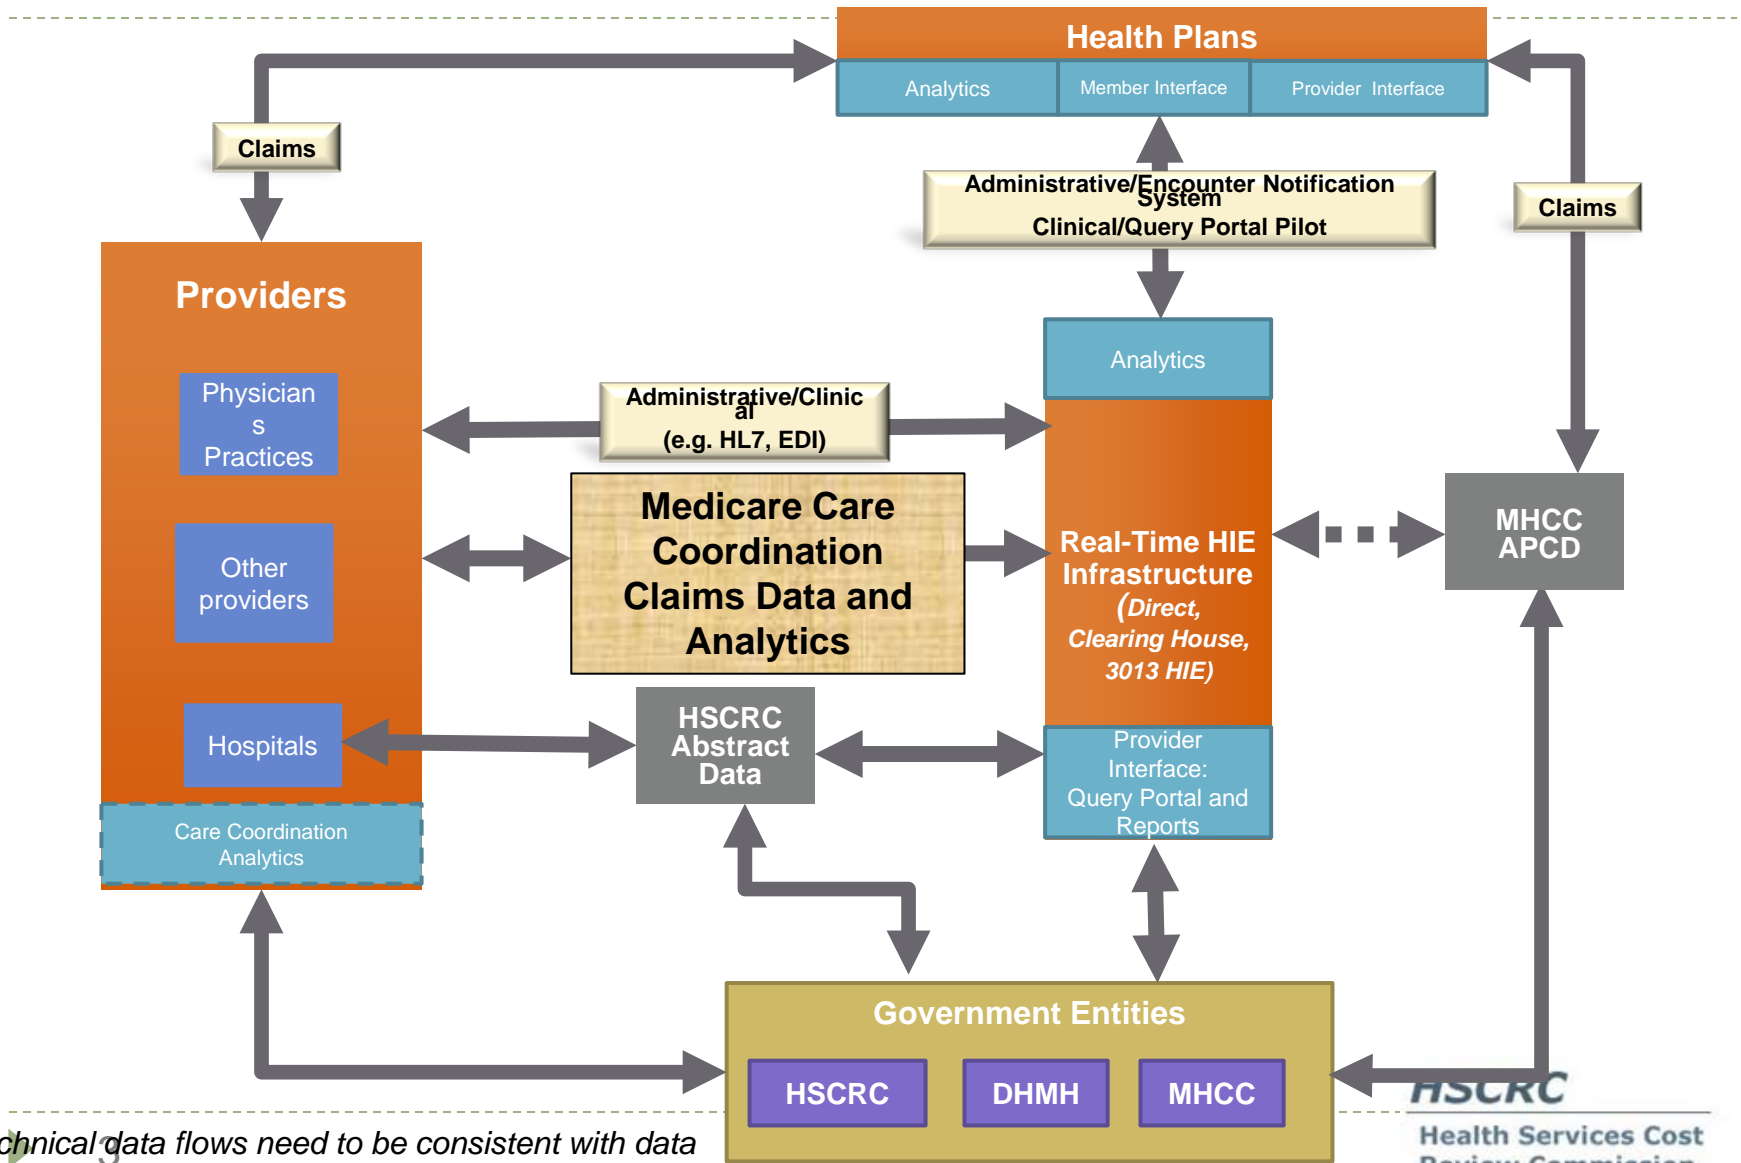 Health Plans
Analytics
Member Interface
Provider Interface
Claims
Administrative/Encounter Notification
System
Clinical/Query Portal Pilot
Claims
Providers
Physician
s
Practices
Other
providers
Hospitals
Care Coordination
Analytics
Administrative/Clinic
al
(e.g. HL7, EDI)
Medicare Care
Coordination
Claims Data and
Analytics
HSCRC
Abstract
Data
Analytics
Real-Time HIE
Infrastructure
(Direct,
Clearing House,
3013 HIE)
Provider
Interface:
Query Portal and
Reports
MHCC
APCD
Government Entities
HSCRC
DHMH
MHCC
chnical data flows need to be consistent with data
3
HSCRC
Health Services Cost
Review Commission